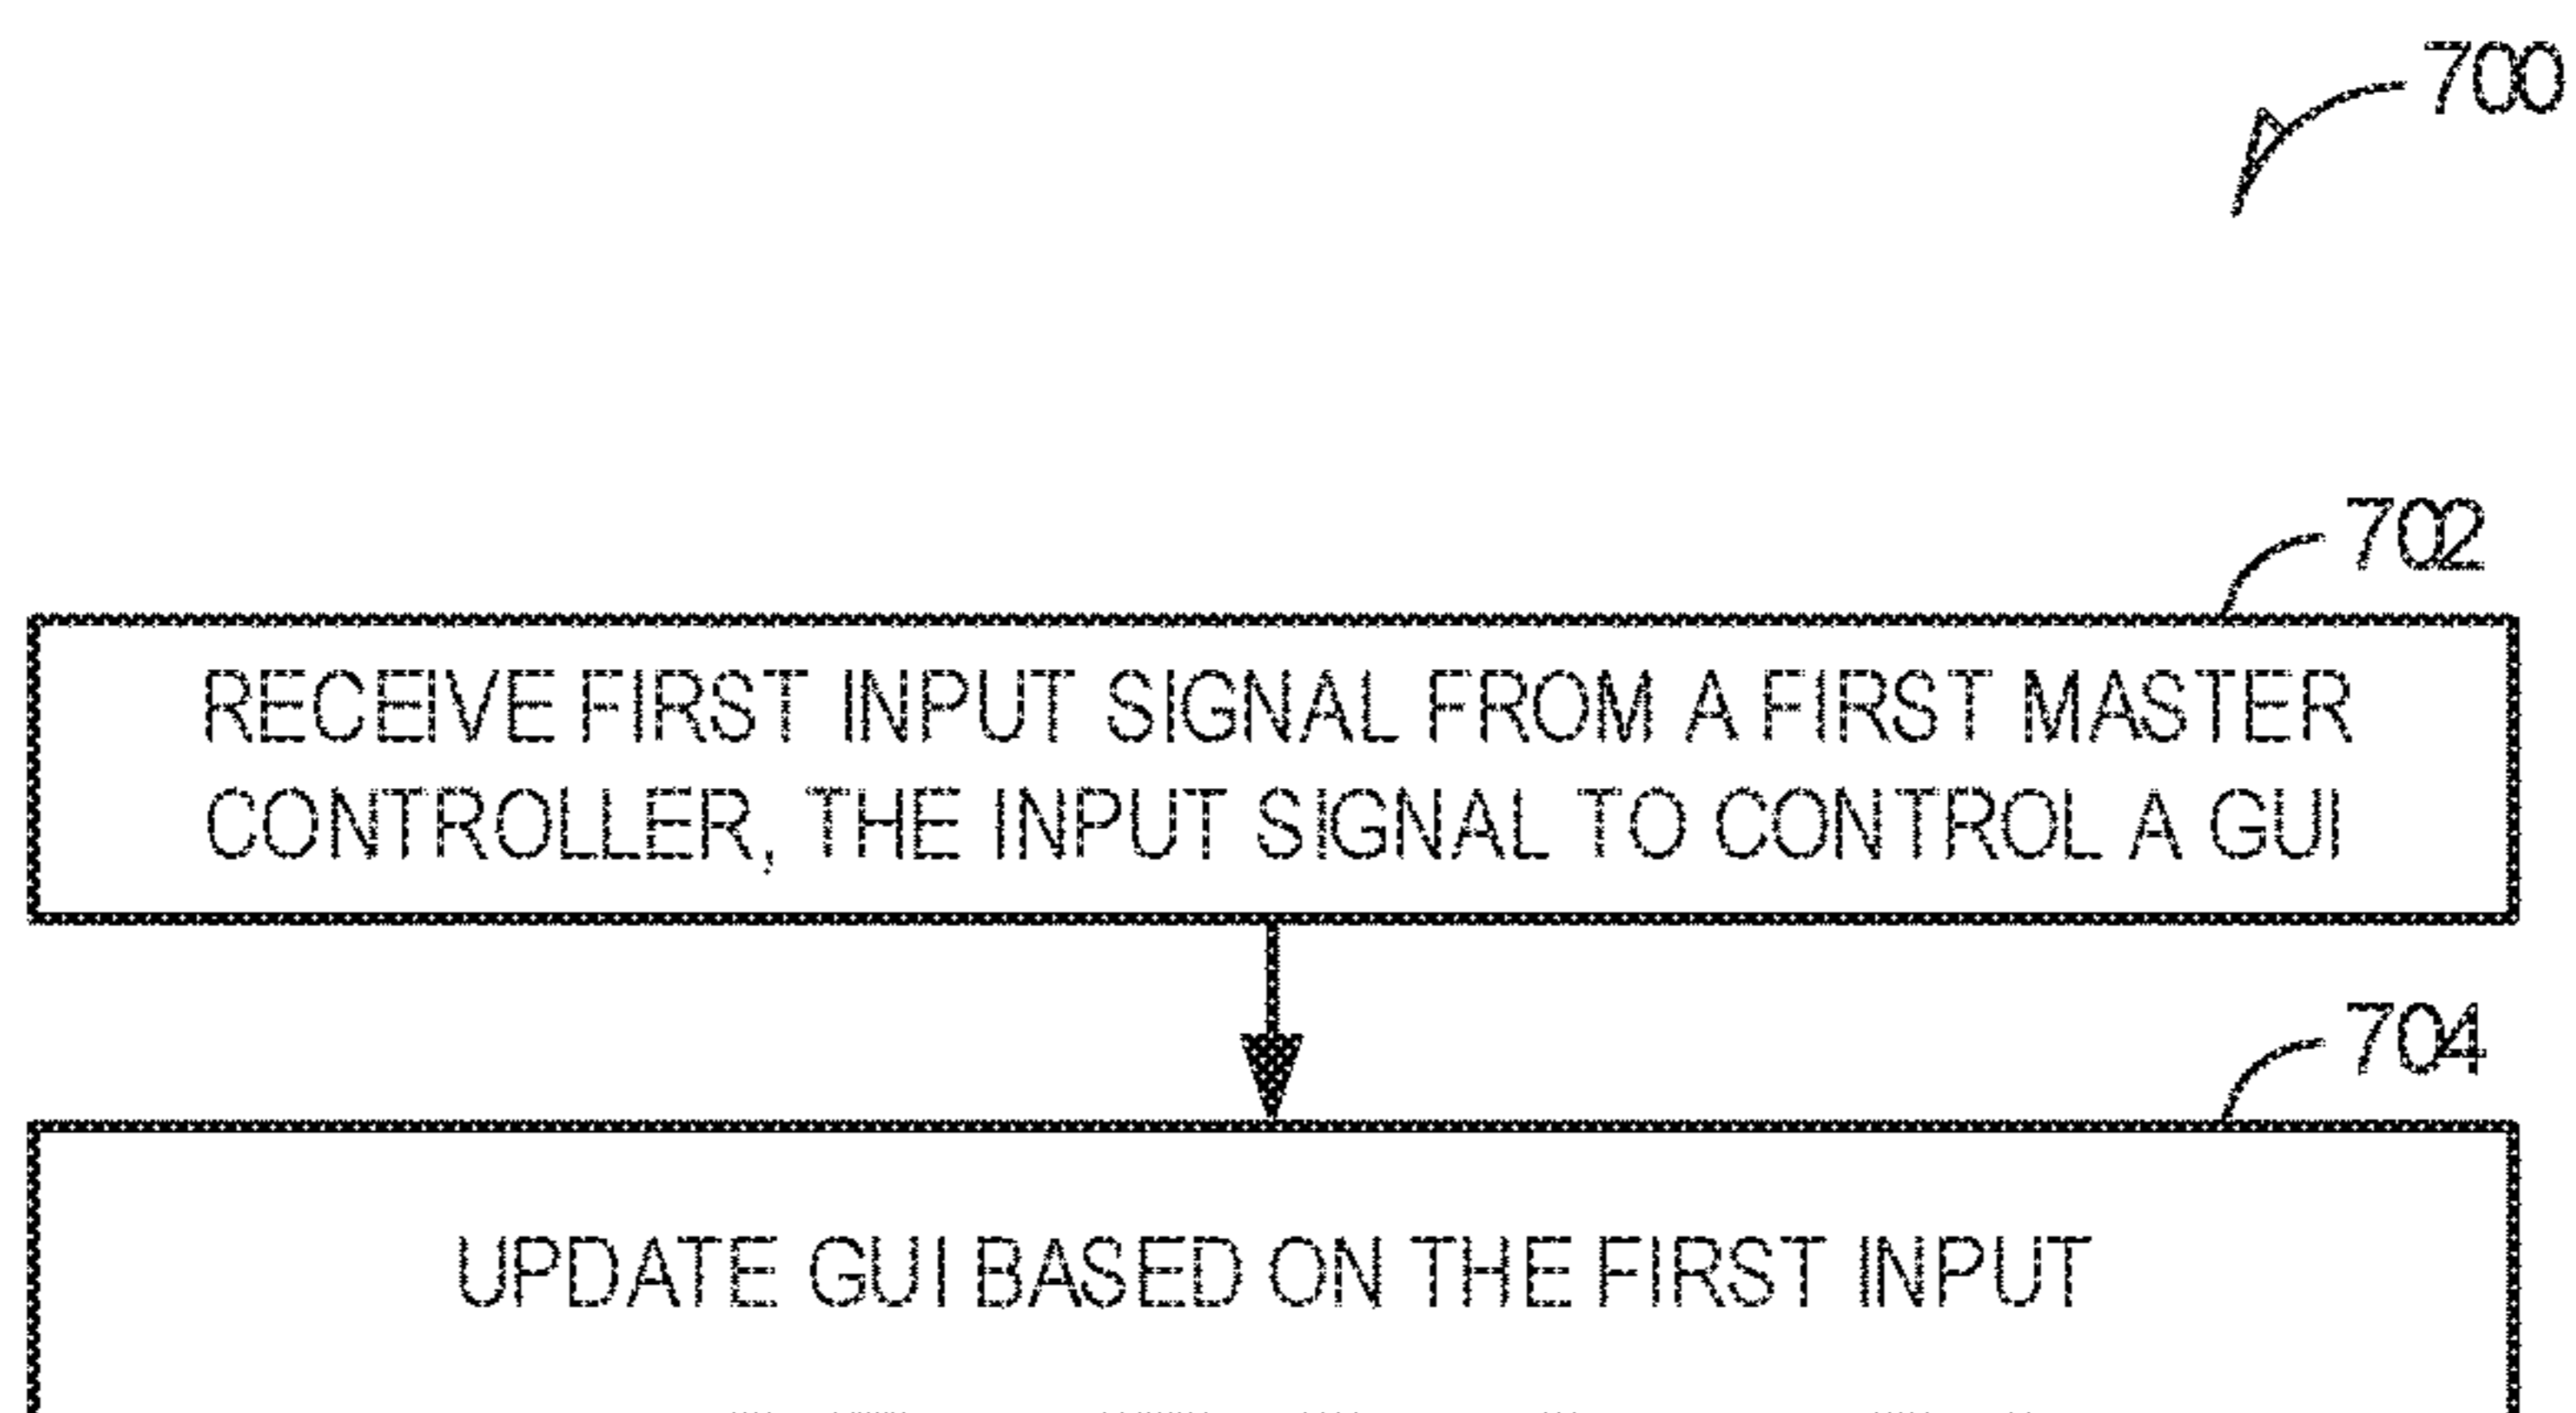 700
702
RECEIVE FIRST INPUT SIGNAL FROM A FIRST MASTER
CONTROLLER, THE INPUT SIGNAL TO CONTROL A GUI
704
UPDATE GUI BASED ON THE FIRST INPUT